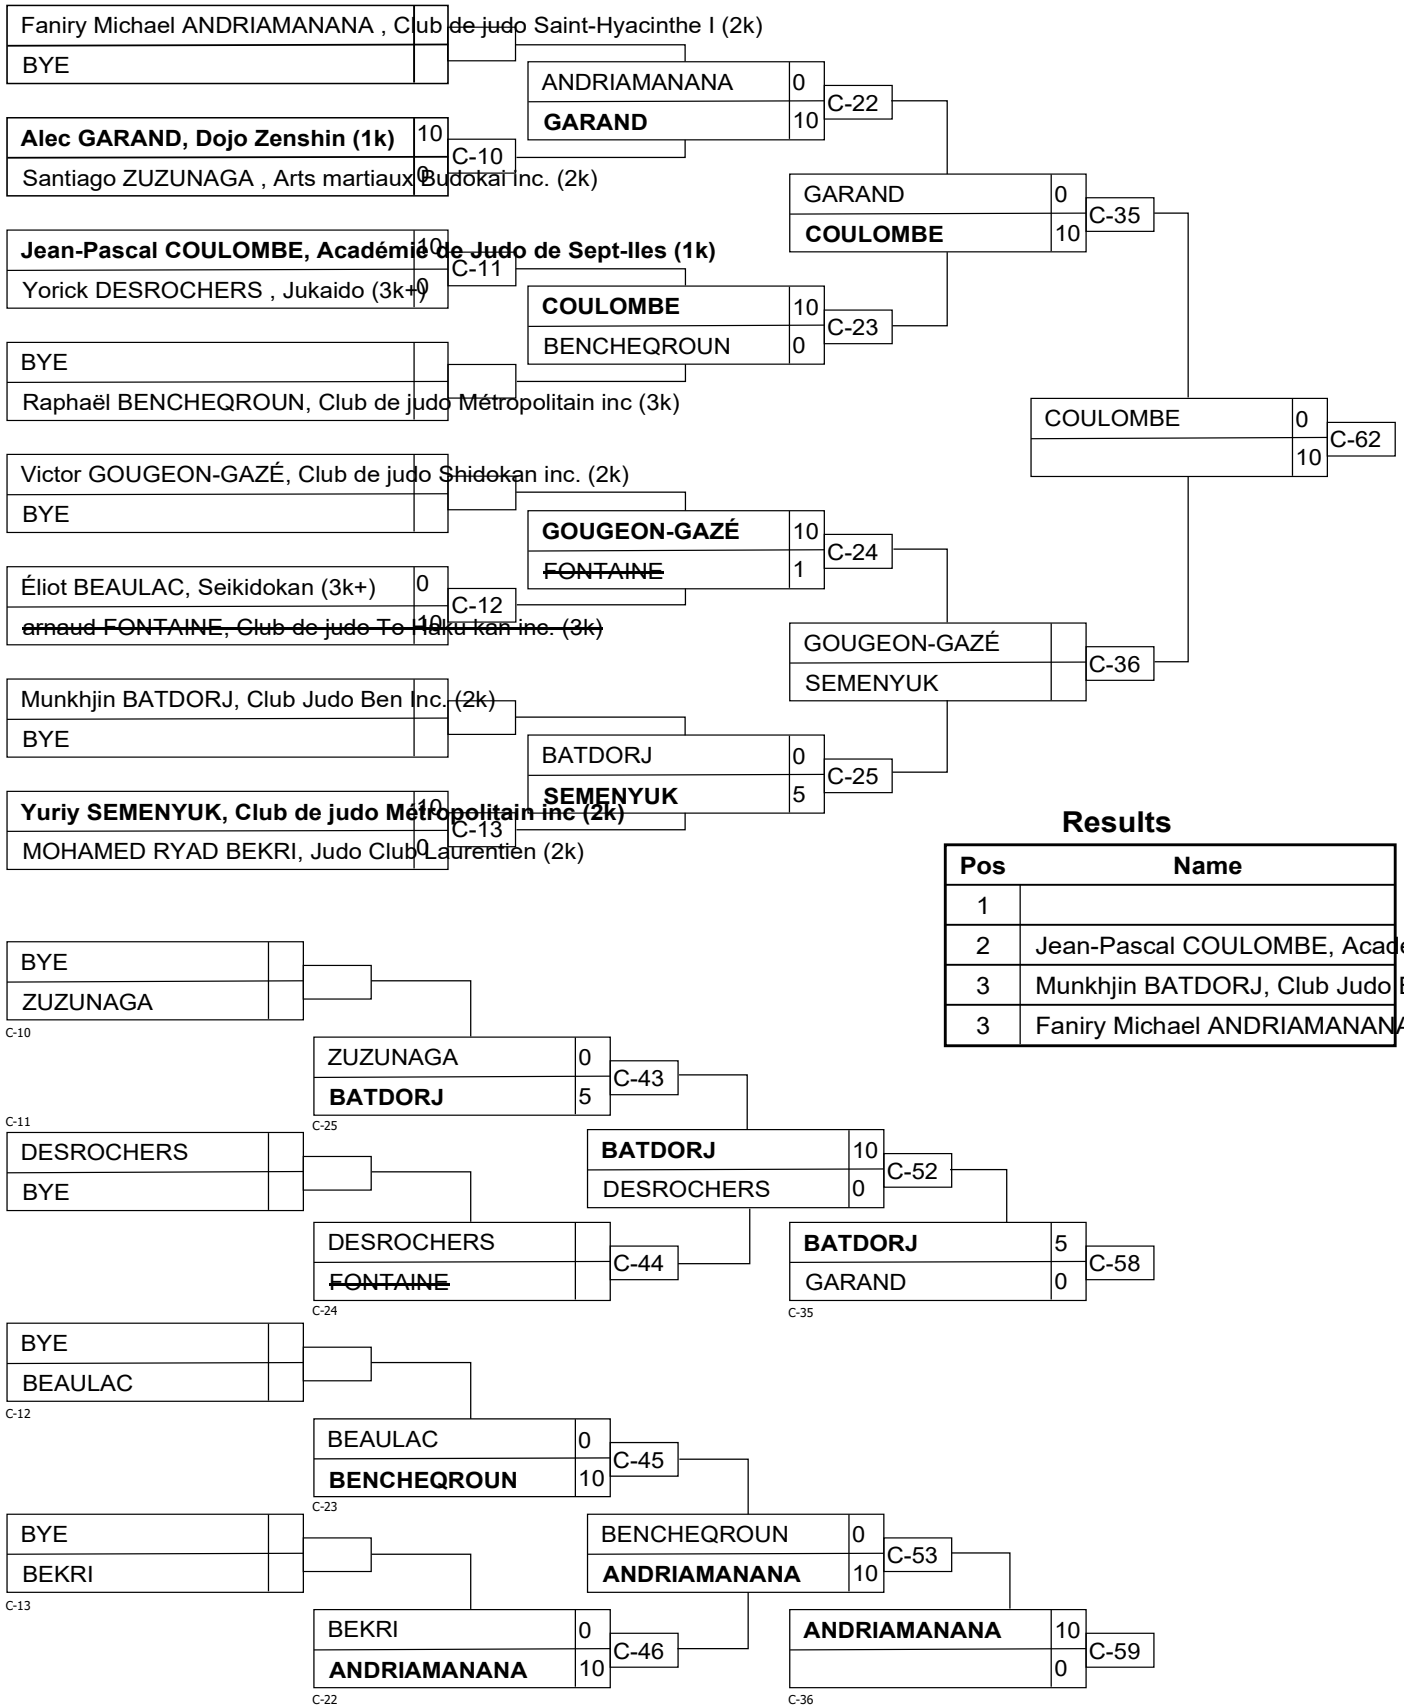 Faniry Michael ANDRIAMANANA , Club de judo Saint-Hyacinthe I (2k)
BYE
ANDRIAMANANA 0
GARAND 10
C-22
Alec GARAND, Dojo Zenshin (1k) 10
Santiago ZUZUNAGA , Arts martiaux Budokai Inc. (2k) 0
C-10
GARAND 0
COULOMBE 10
C-35
Jean-Pascal COULOMBE, Académie de Judo de Sept-Iles (1k) 10
Yorick DESROCHERS , Jukaido (3k+) 0
C-11
COULOMBE 10
BENCHEQROUN 0
C-23
BYE
Raphaël BENCHEQROUN, Club de judo Métropolitain inc (3k)
COULOMBE 0
10
C-62
Victor GOUGEON-GAZÉ, Club de judo Shidokan inc. (2k)
BYE
GOUGEON-GAZÉ 10
FONTAINE 1
C-24
Éliot BEAULAC, Seikidokan (3k+) 0
arnaud FONTAINE, Club de judo To Haku kan inc. (3k) 10
C-12
GOUGEON-GAZÉ
SEMENYUK
C-36
Munkhjin BATDORJ, Club Judo Ben Inc. (2k)
BYE
BATDORJ 0
SEMENYUK 5
C-25
Yuriy SEMENYUK, Club de judo Métropolitain inc (2k) 10
MOHAMED RYAD BEKRI, Judo Club Laurentien (2k) 0
C-13
Results
Pos Name
1
2 Jean-Pascal COULOMBE, Acadé
3 Munkhjin BATDORJ, Club Judo B
3 Faniry Michael ANDRIAMANANA
BYE
ZUZUNAGA
C-10
ZUZUNAGA 0
BATDORJ 5
C-43
C-25
C-11
DESROCHERS
BYE
BATDORJ 10
DESROCHERS 0
C-52
DESROCHERS
FONTAINE
C-44
C-24
BATDORJ 5
GARAND 0
C-58
C-35
BYE
BEAULAC
C-12
BEAULAC 0
BENCHEQROUN 10
C-45
C-23
BYE
BEKRI
C-13
BENCHEQROUN 0
ANDRIAMANANA 10
C-53
BEKRI 0
ANDRIAMANANA 10
C-46
C-22
ANDRIAMANANA 10
0
C-59
C-36